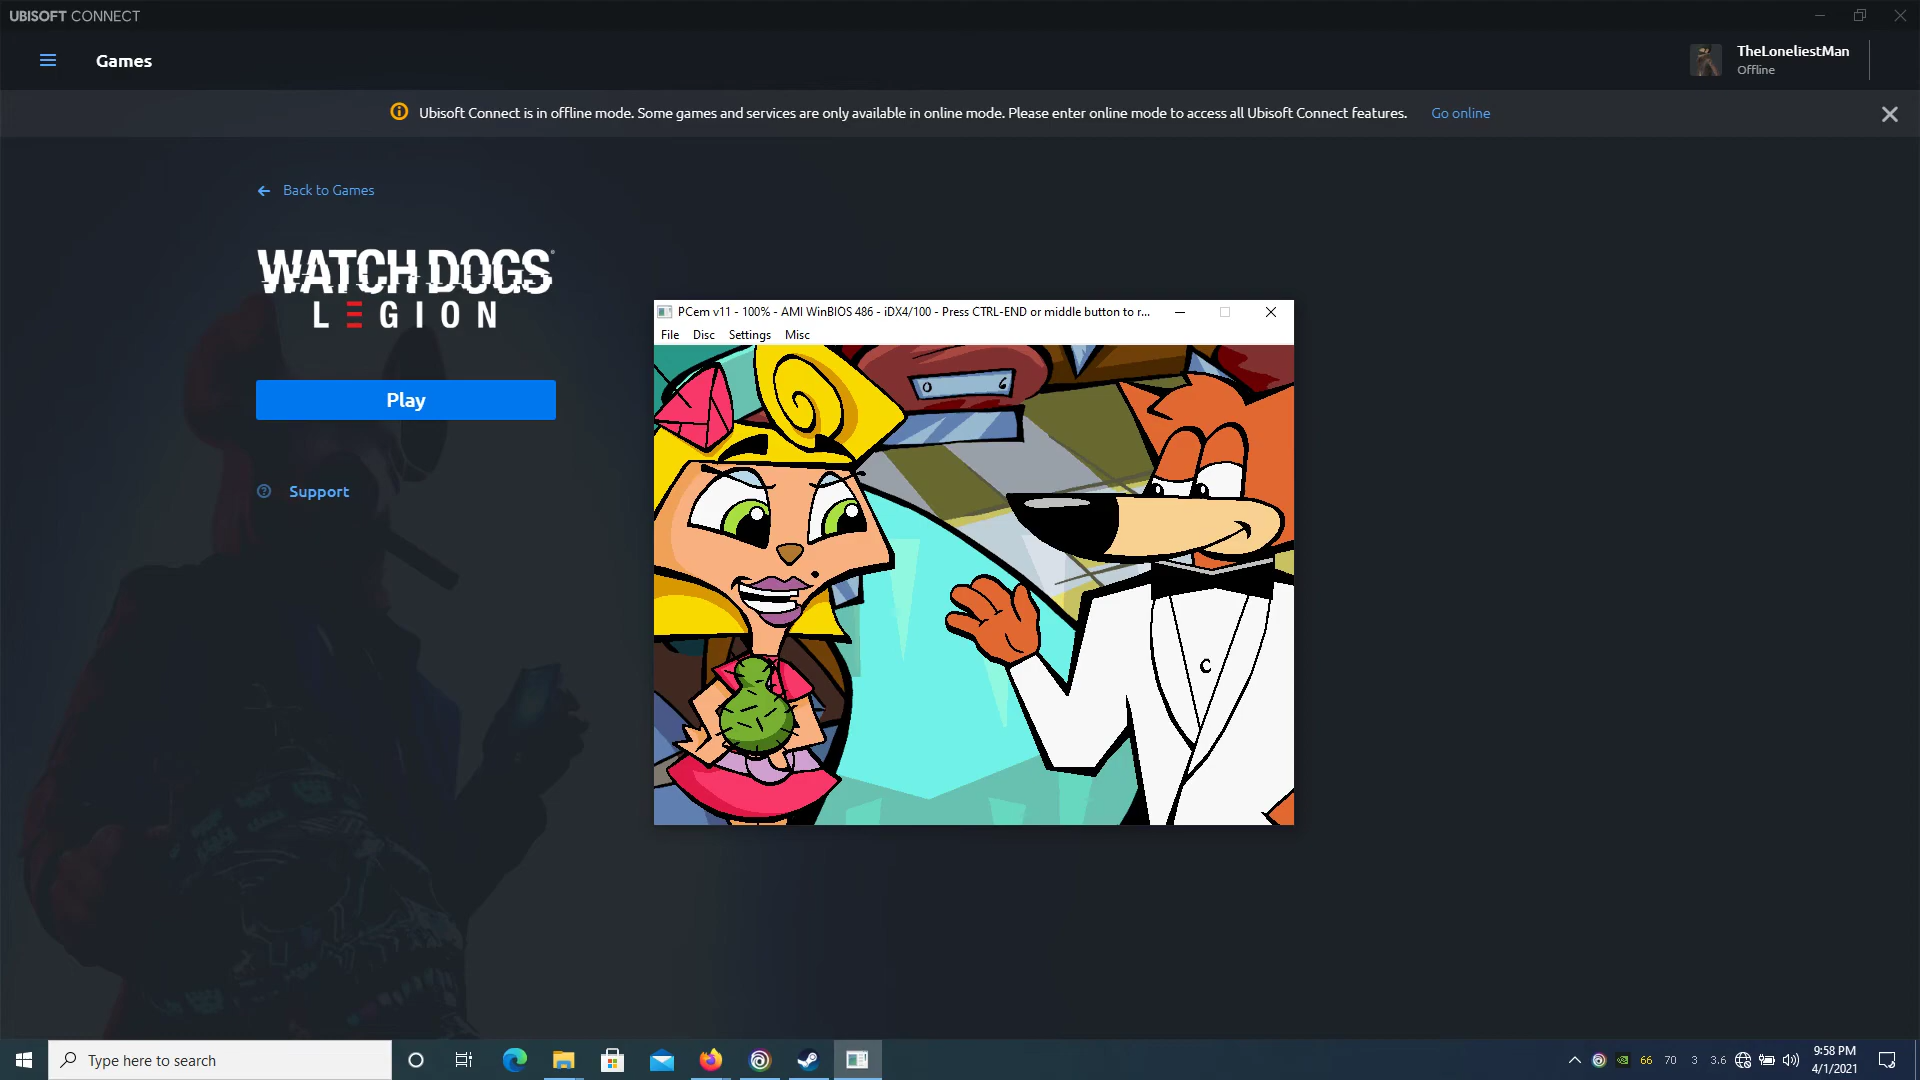 UBISOFT CONNECT
Games
TheLoneliestMan
Offline
Ubisoft Connect is in offline mode. Some games and services are only available in online mode. Please enter online mode to access all Ubisoft Connect features. Go online
Back to Games
WATCH DOGS
LEGION
Play
Support
PCem v11 - 100% - AMI WinBIOS 486 - iDX4/100 - Press CTRL-END or middle button to r...
File Disc Settings Misc
0 6
C
Type here to search
66 70 3 3.6
9:58 PM
4/1/2021